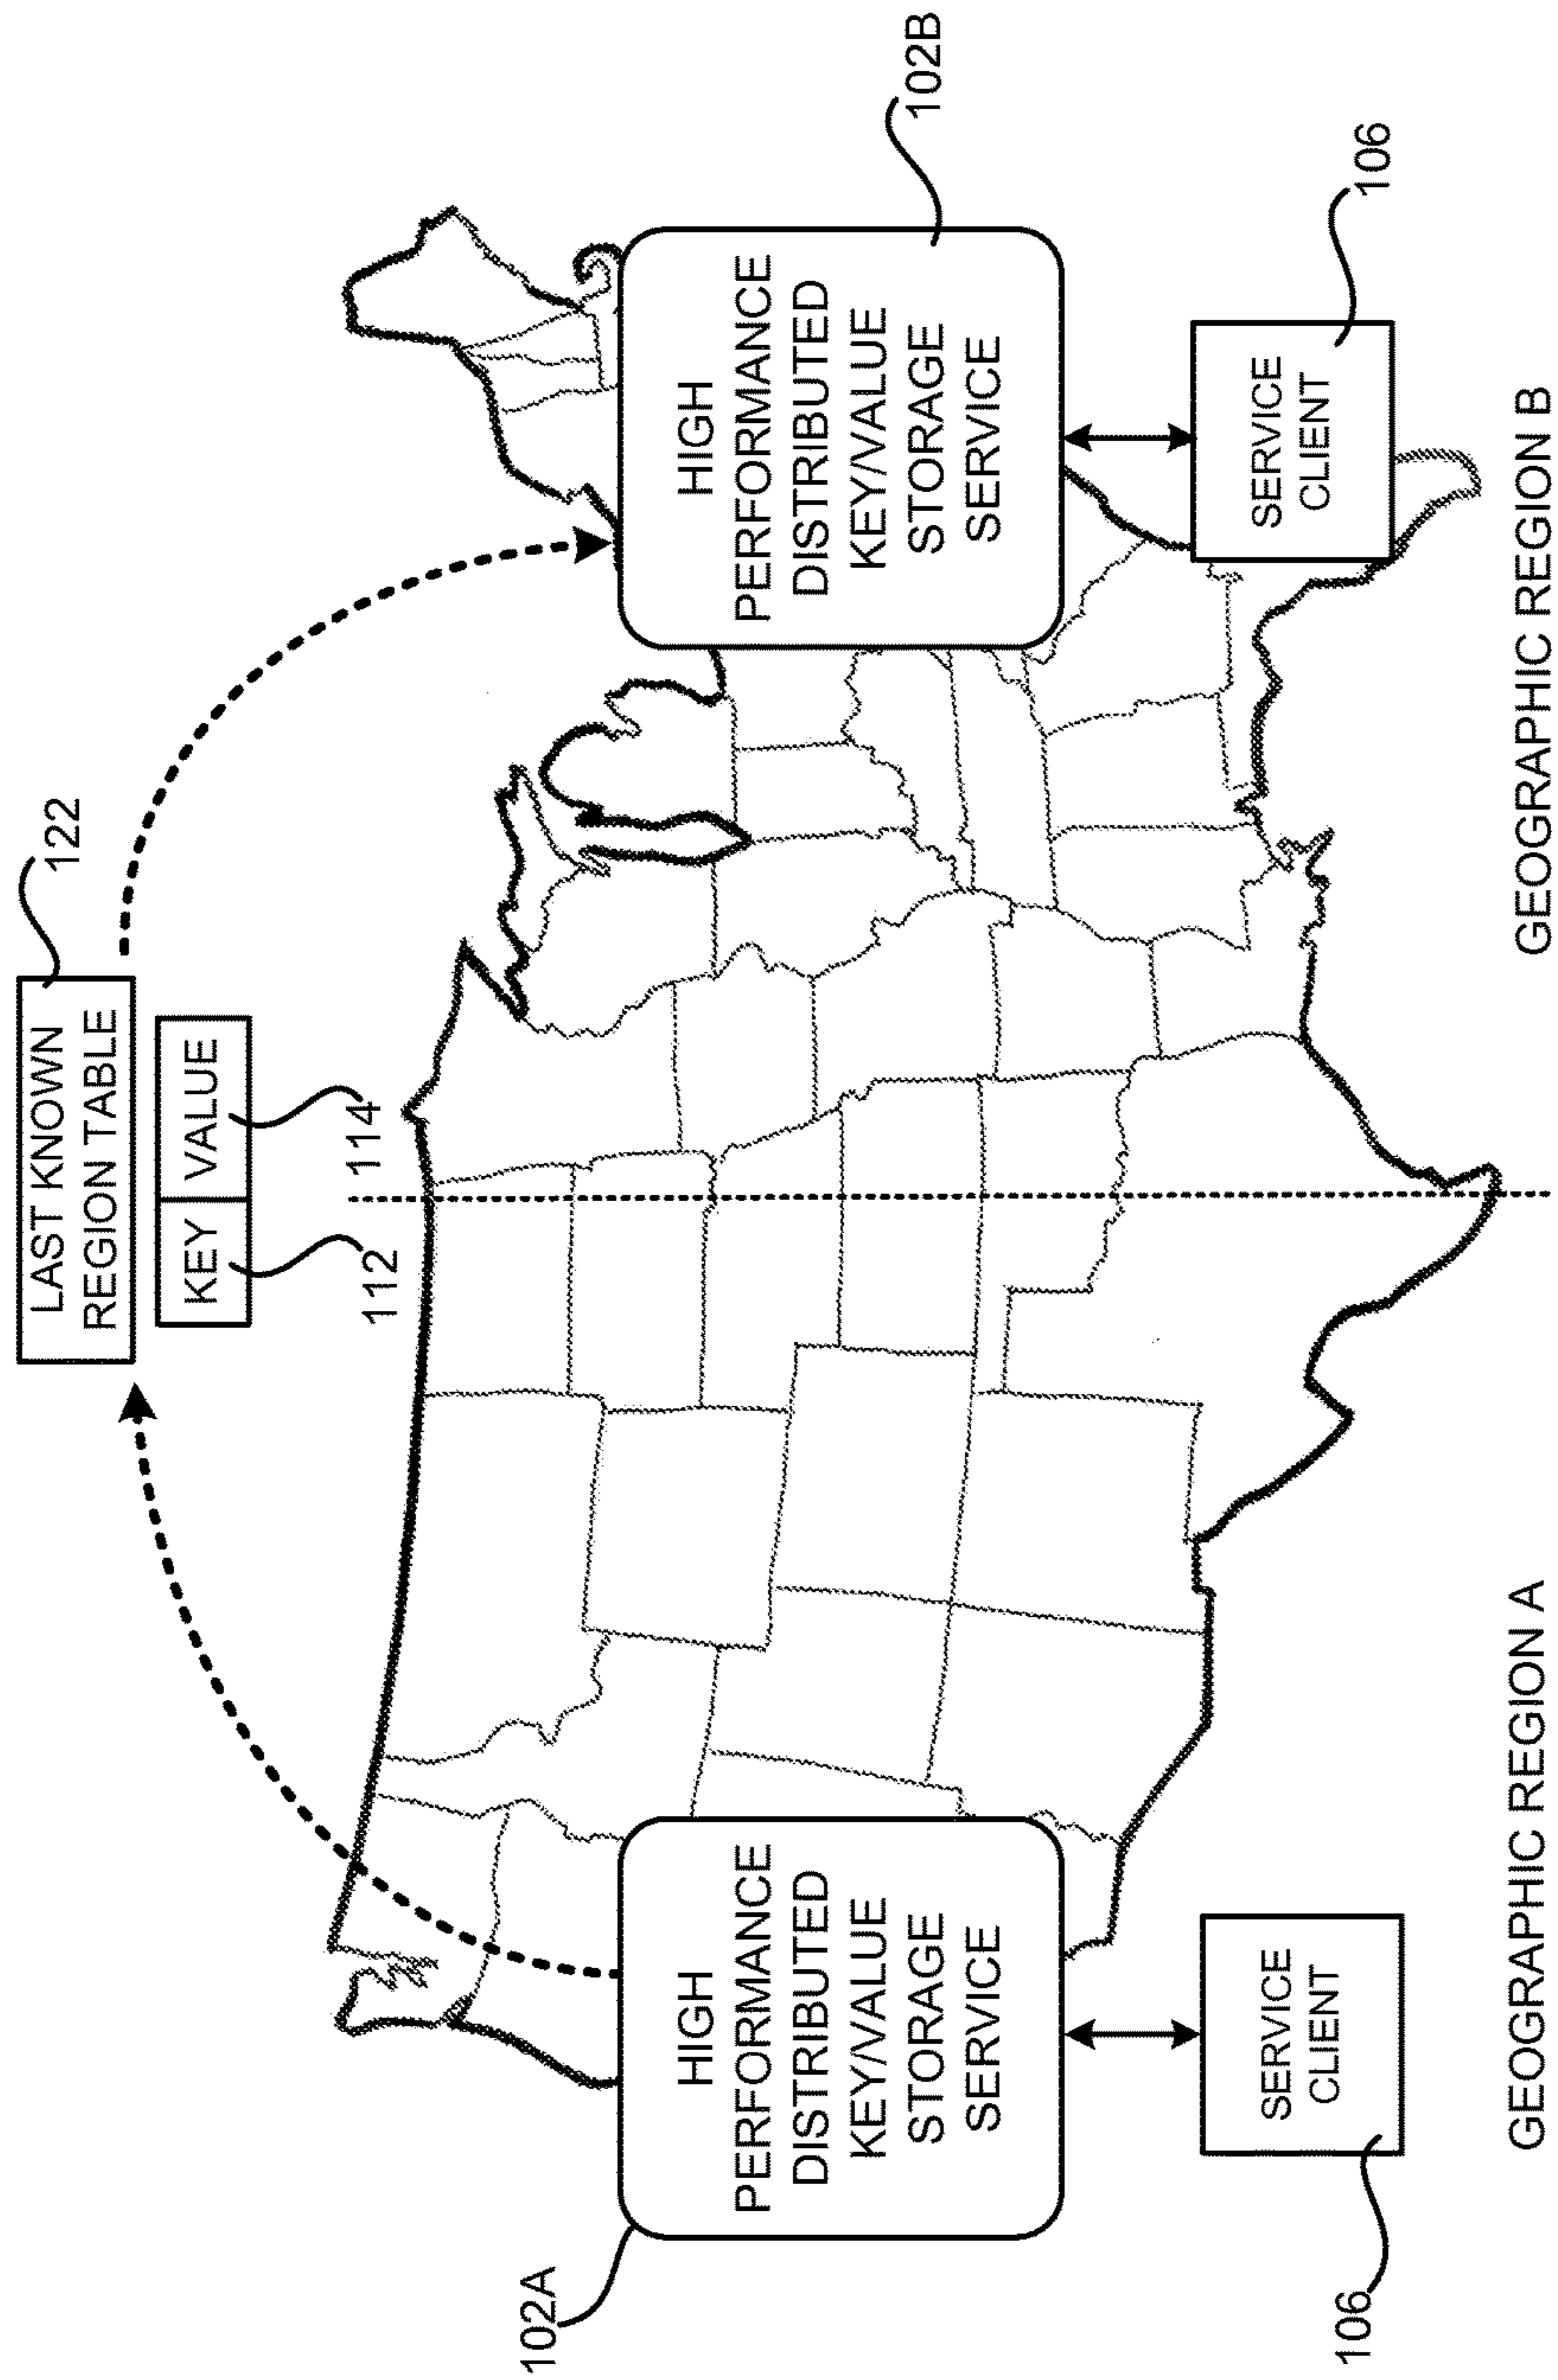 LAST KNOWN
REGION TABLE
122
KEY
VALUE
112
114
102A
HIGH
PERFORMANCE
DISTRIBUTED
KEY/VALUE
STORAGE
SERVICE
HIGH
PERFORMANCE
DISTRIBUTED
KEY/VALUE
STORAGE
SERVICE
102B
SERVICE
CLIENT
106
SERVICE
CLIENT
106
GEOGRAPHIC REGION A
GEOGRAPHIC REGION B